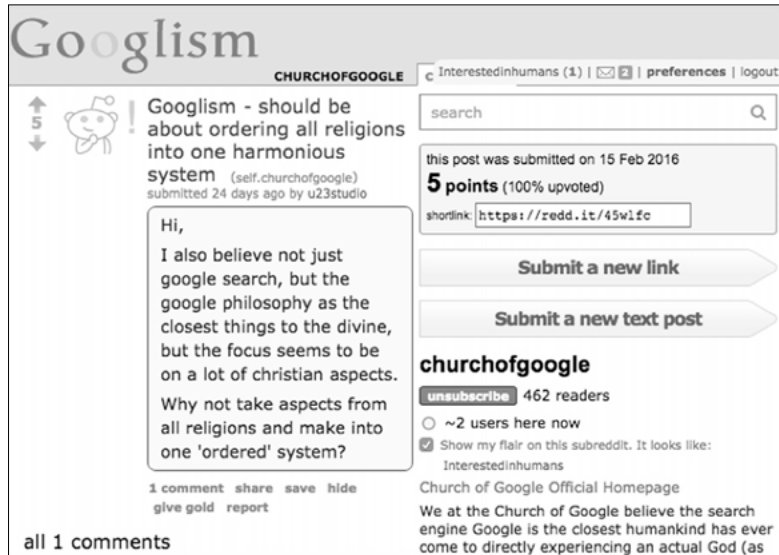 Googlism
CHURCHOFGOOGLE
Interestedinhumans (1) | 2 | preferences | logout
5
Googlism - should be
about ordering all religions
into one harmonious
system (self.churchofgoogle)
submitted 24 days ago by u23studio
Hi,
I also believe not just
google search, but the
google philosophy as the
closest things to the divine,
but the focus seems to be
on a lot of christian aspects.
Why not take aspects from
all religions and make into
one 'ordered' system?
1 comment share save hide
give gold report
all 1 comments
search
this post was submitted on 15 Feb 2016
5 points (100% upvoted)
shortlink: https://redd.it/45wlfc
Submit a new link
Submit a new text post
churchofgoogle
unsubscribe 462 readers
~2 users here now
Show my flair on this subreddit. It looks like:
Interestedinhumans
Church of Google Official Homepage
We at the Church of Google believe the search
engine Google is the closest humankind has ever
come to directly experiencing an actual God (as